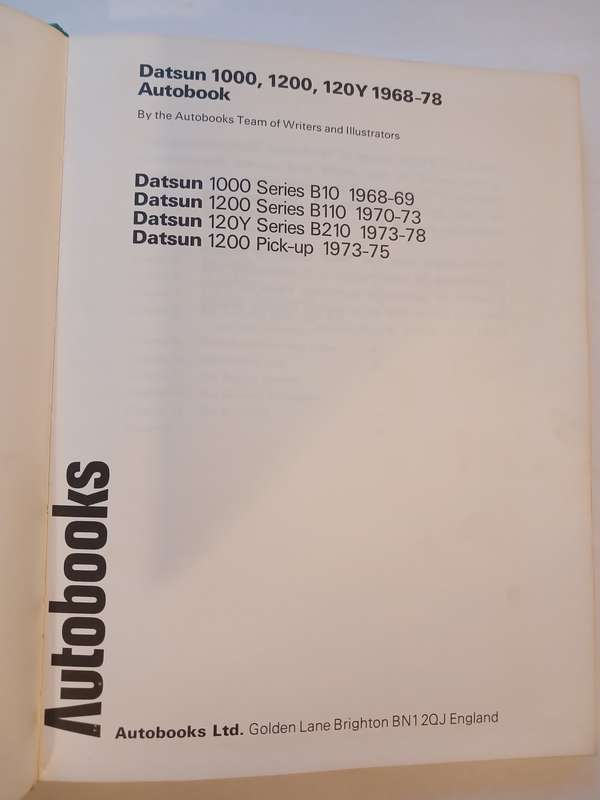 Datsun 1000, 1200, 120Y 1968-78
Autobook
By the Autobooks Team of Writers and Illustrators
Datsun 1000 Series B10 1968-69
Datsun 1200 Series B110 1970-73
Datsun 120Y Series B210 1973-78
Datsun 1200 Pick-up 1973-75
Autobooks
Autobooks Ltd. Golden Lane Brighton BN1 2QJ England